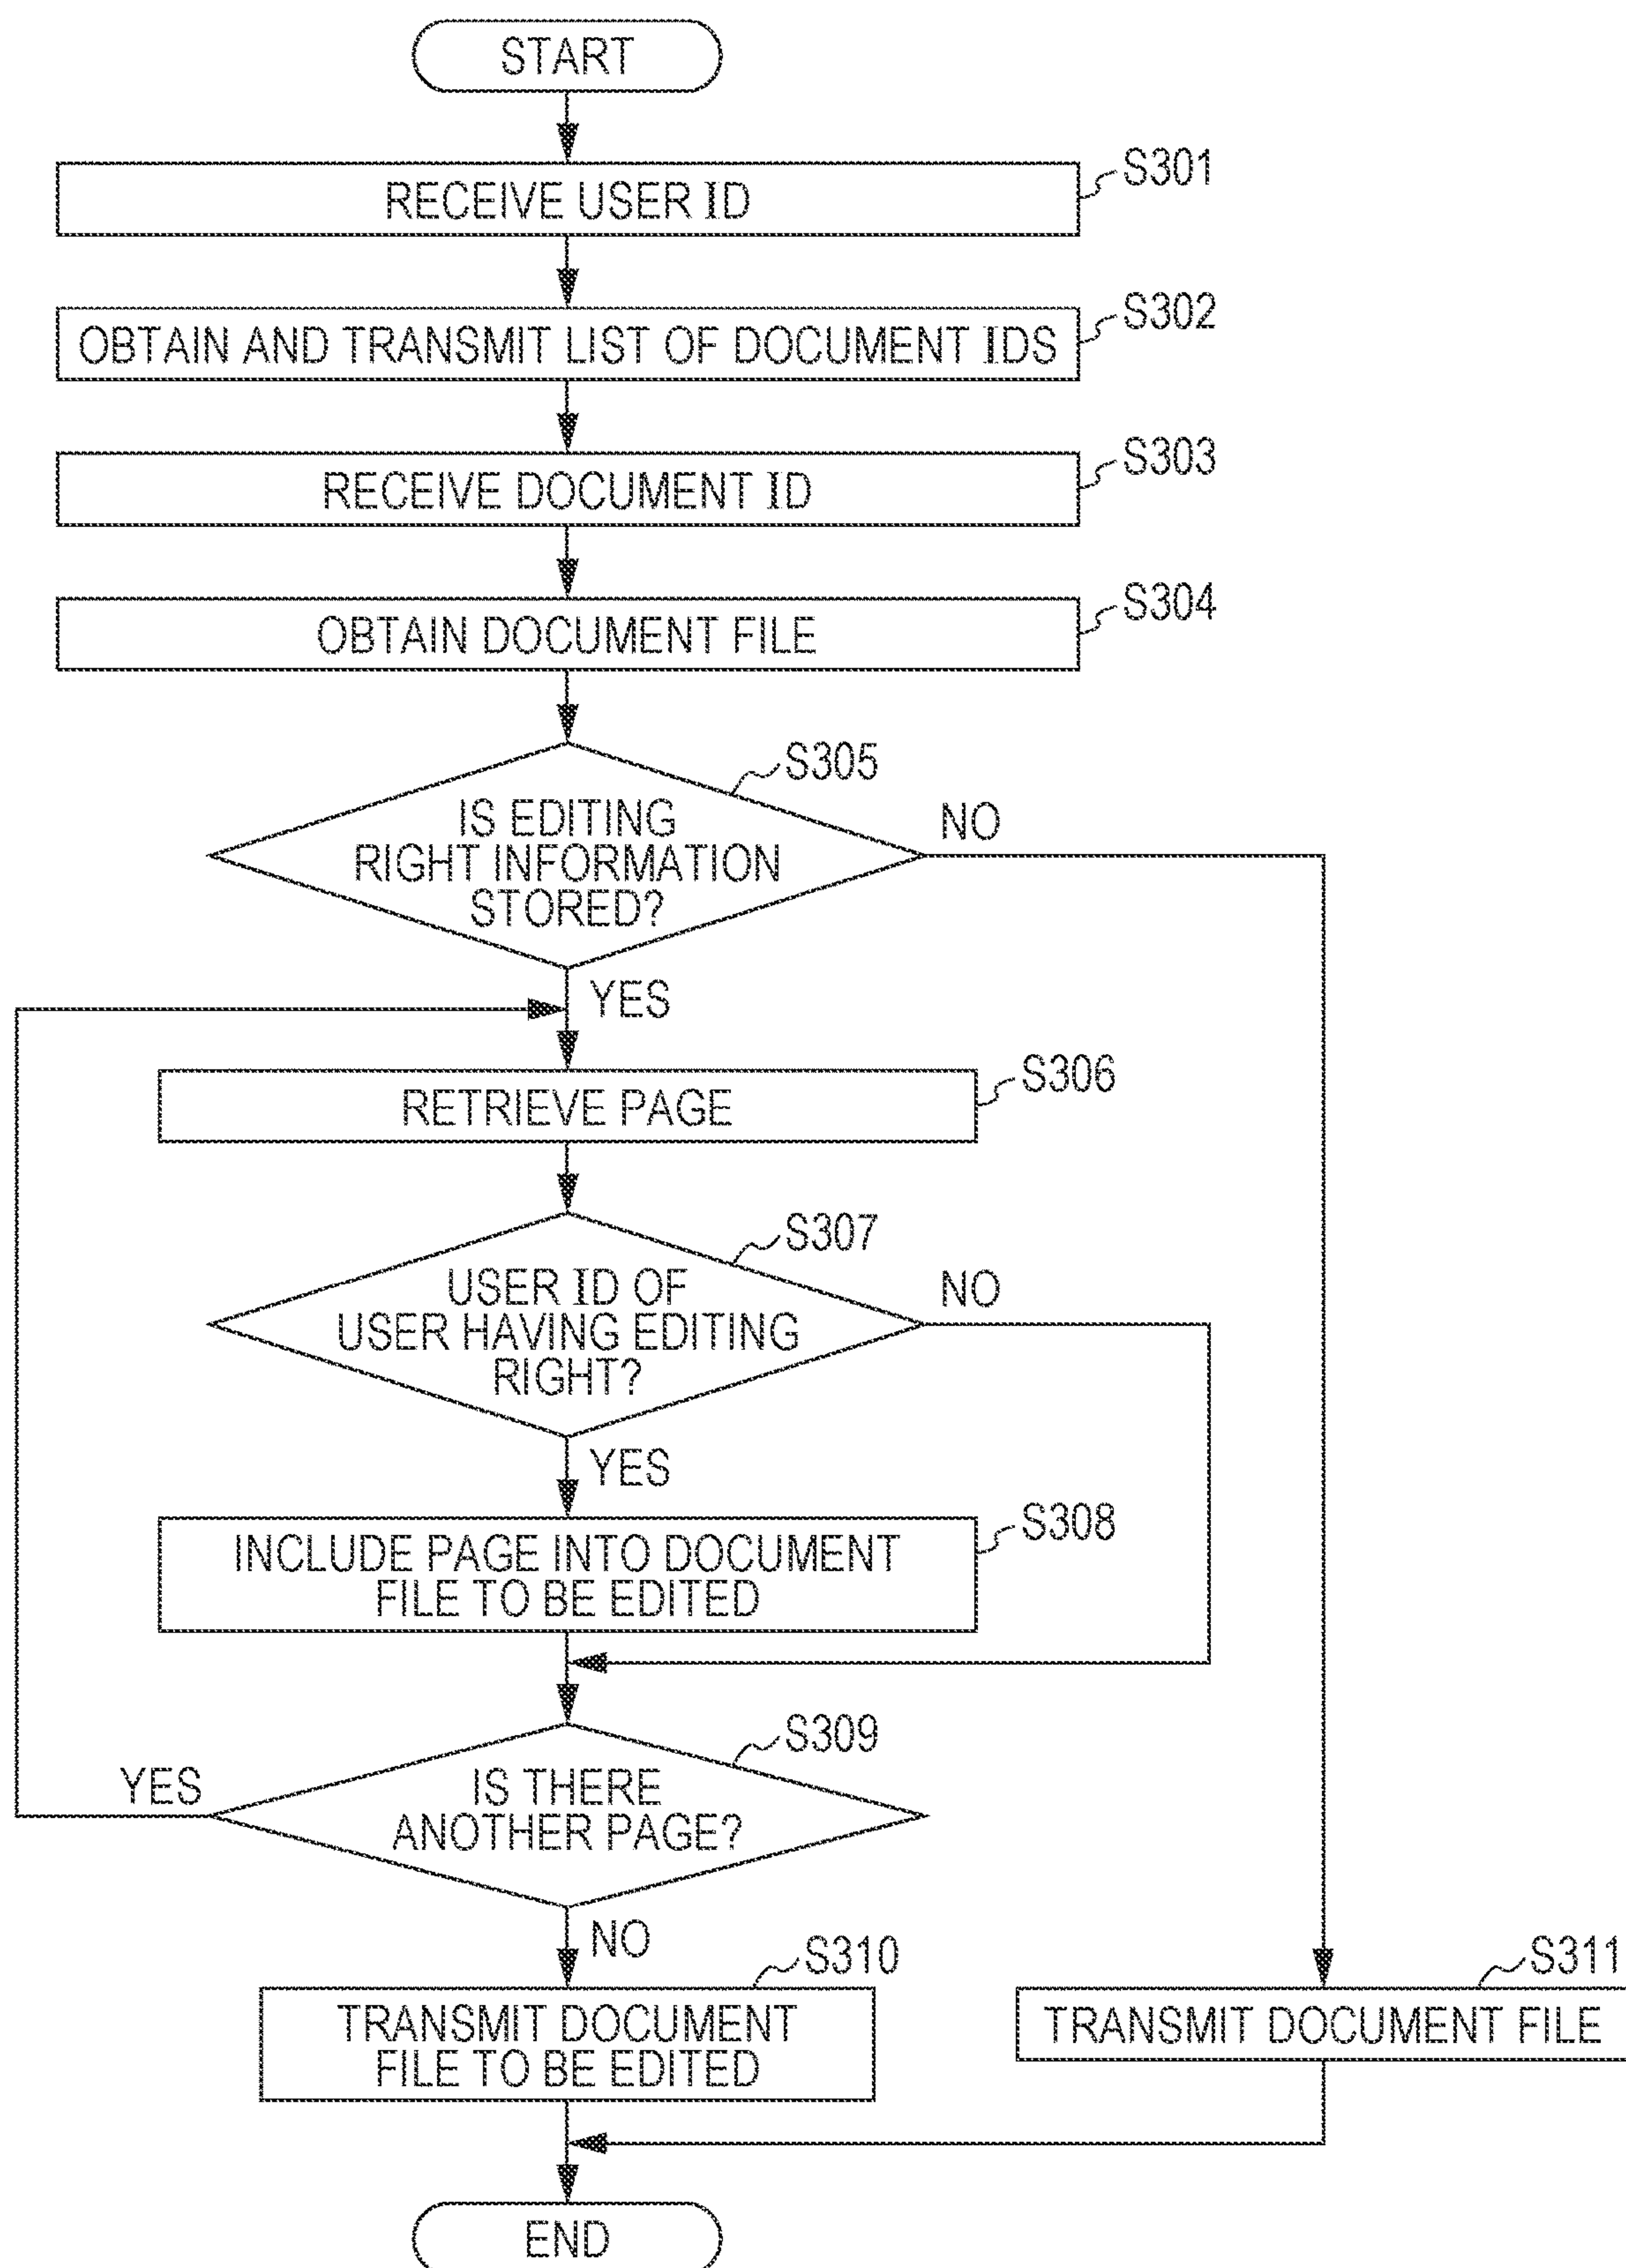 START
S301
RECEIVE USER ID
S302
OBTAIN AND TRANSMIT LIST OF DOCUMENT IDS
S303
RECEIVE DOCUMENT ID
S304
OBTAIN DOCUMENT FILE
S305
IS EDITING
RIGHT INFORMATION
STORED?
NO
YES
S306
RETRIEVE PAGE
S307
USER ID OF
USER HAVING EDITING
RIGHT?
NO
YES
S308
INCLUDE PAGE INTO DOCUMENT
FILE TO BE EDITED
S309
IS THERE
ANOTHER PAGE?
YES
NO
S310
TRANSMIT DOCUMENT
FILE TO BE EDITED
S311
TRANSMIT DOCUMENT FILE
END